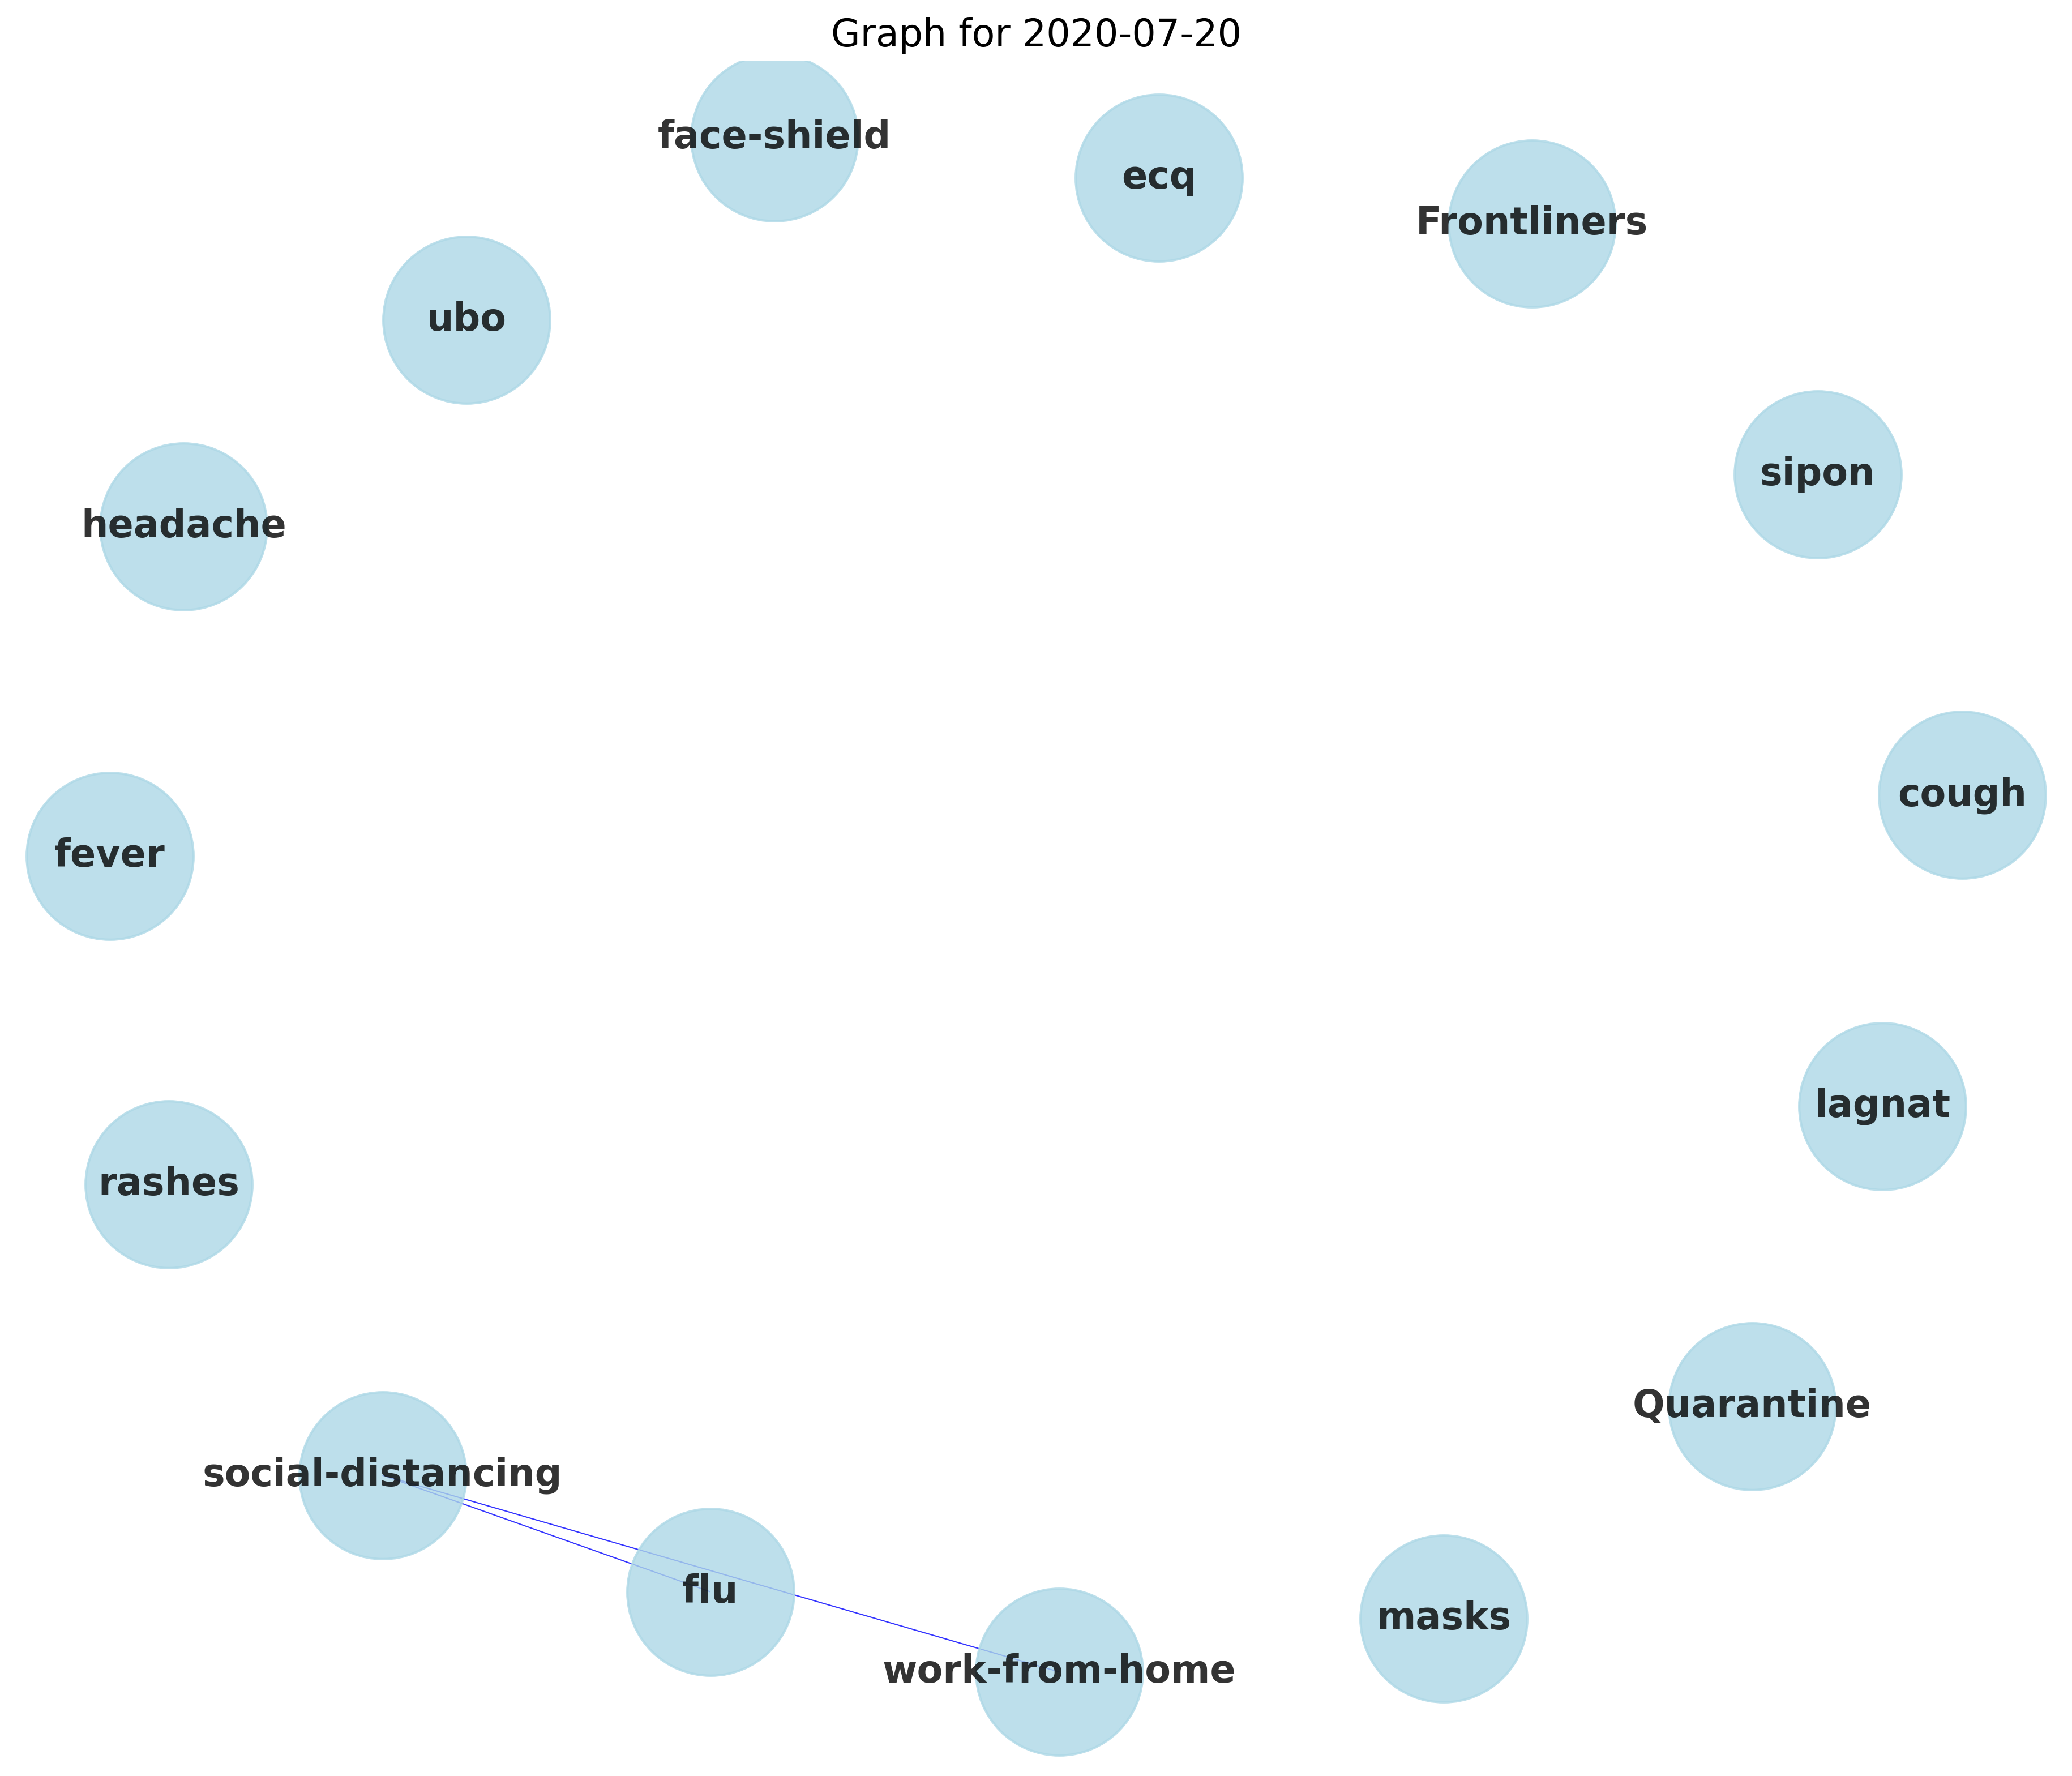 Graph for 2020-07-20
face-shield
ecq
Frontliners
ubo
sipon
headache
cough
fever
lagnat
rashes
Quarantine
social-distancing
flu
masks
work-from-home